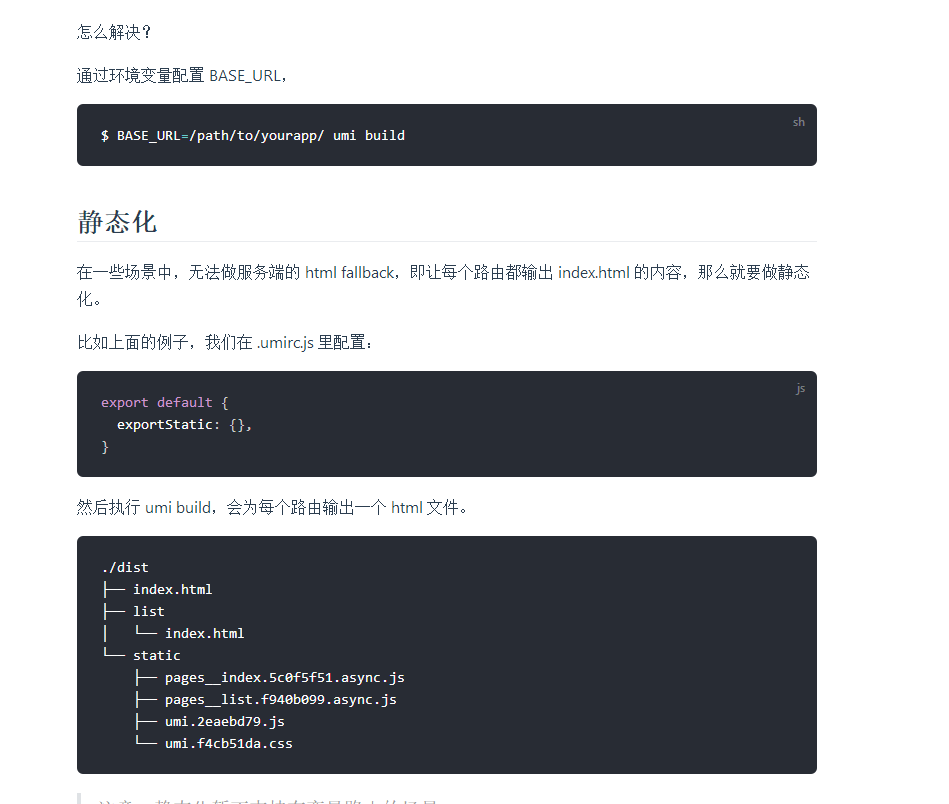 怎么解决？
通过环境变量配置 BASE_URL，
sh
$ BASE_URL=/path/to/yourapp/ umi build
静态化
在一些场景中，无法做服务端的 html fallback，即让每个路由都输出 index.html 的内容，那么就要做静态
化。
比如上面的例子，我们在 .umirc.js 里配置：
js
export default {
  exportStatic: {},
}
然后执行 umi build，会为每个路由输出一个 html 文件。
./dist
├── index.html
├── list
│   └── index.html
└── static
    ├── pages__index.5c0f5f51.async.js
    ├── pages__list.f940b099.async.js
    ├── umi.2eaebd79.js
    └── umi.f4cb51da.css